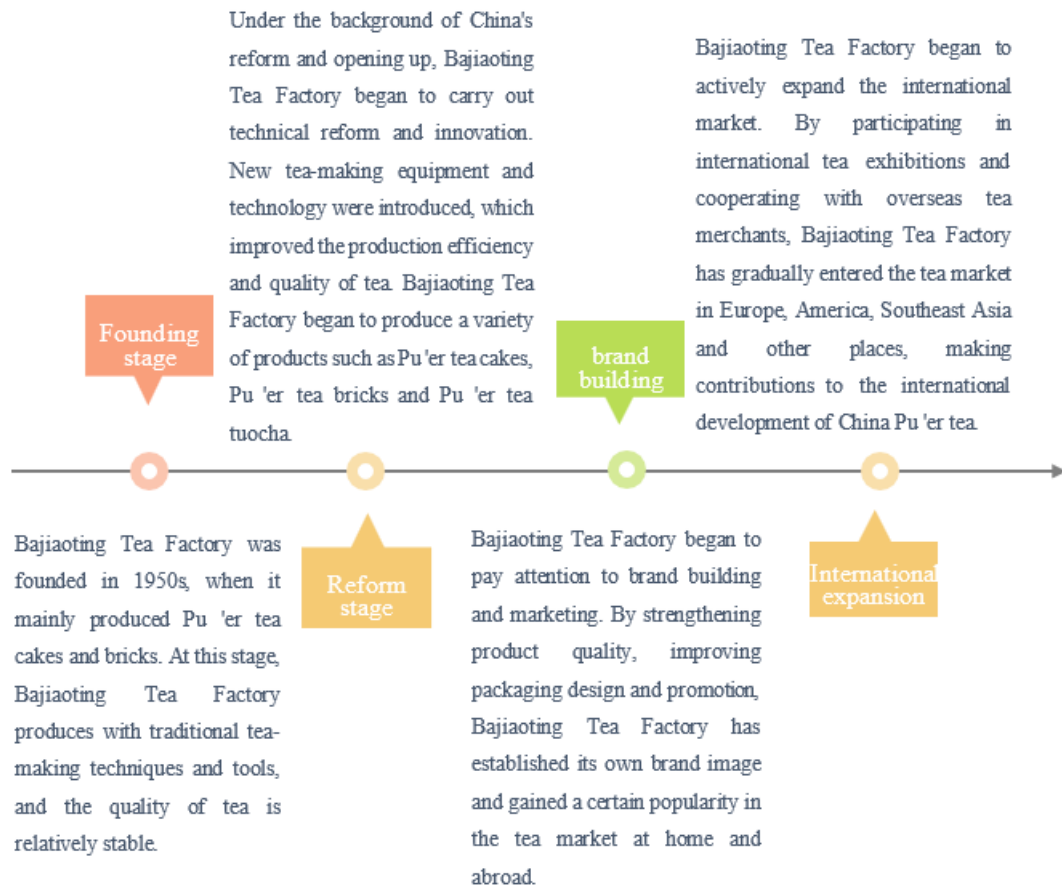 Under the background of China's
reform and opening up, Bajiaoting
Tea Factory began to carry out
technical reform and innovation.
New tea-making equipment and
technology were introduced, which
improved the production efficiency
and quality of tea. Bajiaoting Tea
Factory began to produce a variety
of products such as Pu 'er tea cakes,
Pu 'er tea bricks and Pu 'er tea
tuocha.
Bajiaoting Tea Factory began to
actively expand the international
market. By participating in
international tea exhibitions and
cooperating with overseas tea
merchants, Bajiaoting Tea Factory
has gradually entered the tea market
in Europe, America, Southeast Asia
and other places, making
contributions to the international
development of China Pu 'er tea.
Founding
stage
brand
building
Bajiaoting Tea Factory was
founded in 1950s, when it
mainly produced Pu 'er tea
cakes and bricks. At this stage,
Bajiaoting Tea Factory
produces with traditional tea-
making techniques and tools,
and the quality of tea is
relatively stable.
Reform
stage
Bajiaoting Tea Factory began to
pay attention to brand building
and marketing. By strengthening
product quality, improving
packaging design and promotion,
Bajiaoting Tea Factory has
established its own brand image
and gained a certain popularity in
the tea market at home and
abroad.
International
expansion